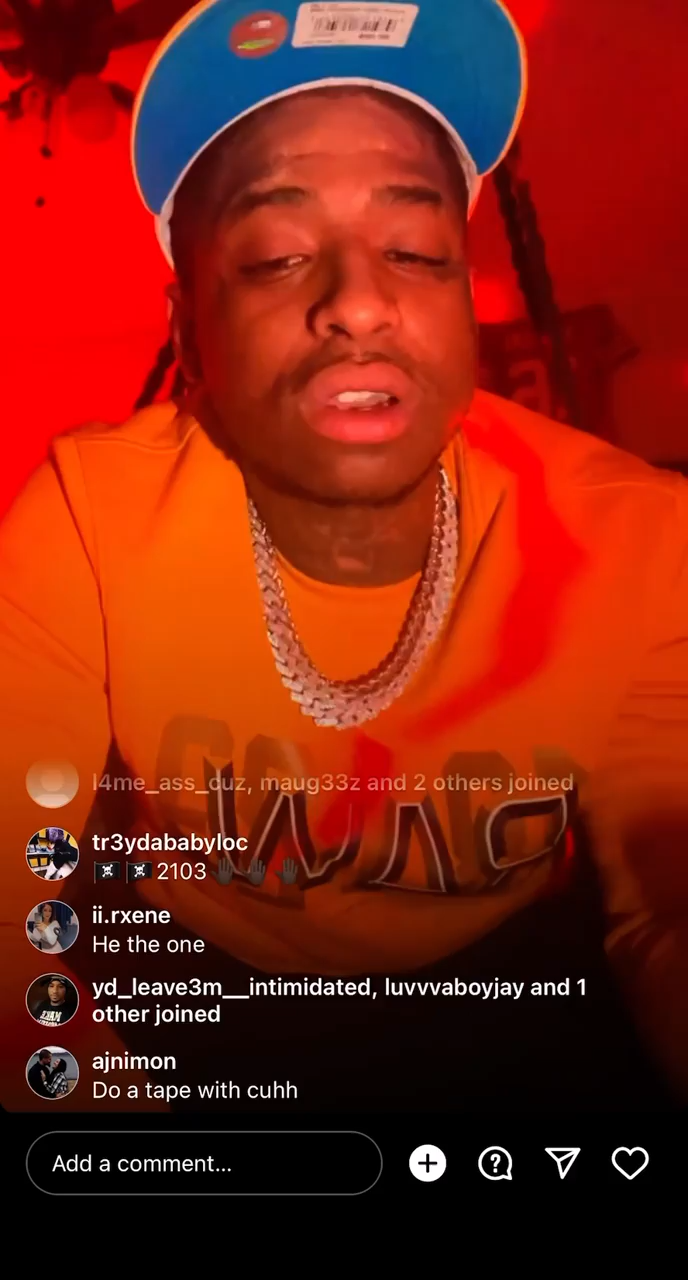 l4me_ass_cuz, maug33z and 2 others joined
tr3ydababyloc
🏴‍☠️ 🏴‍☠️ 2103 🤚🏿 🤚🏿 🤚🏿
ii.rxene
He the one
yd_leave3m__intimidated, luvvvaboyjay and 1
other joined
ajnimon
Do a tape with cuhh
Add a comment...